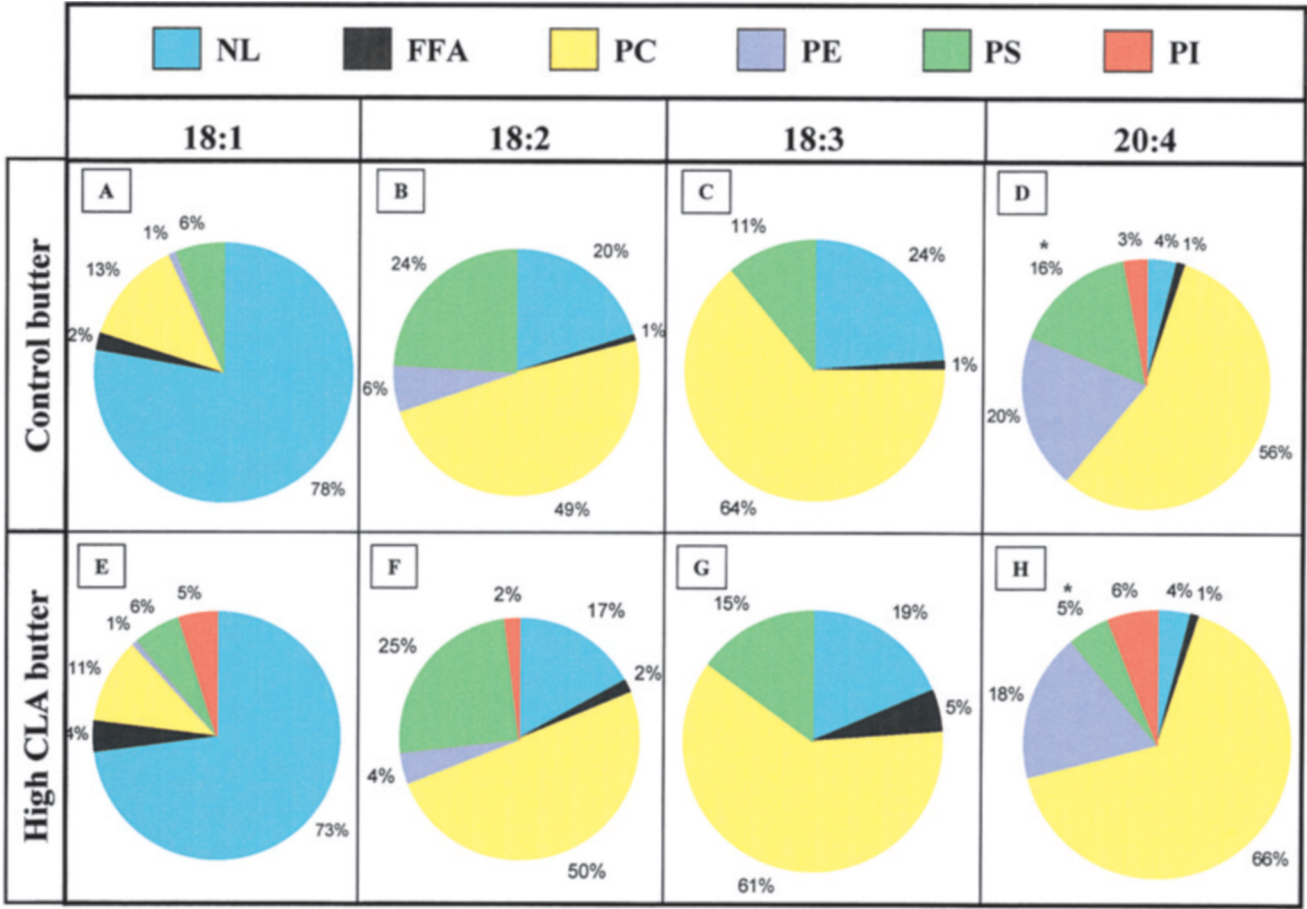 NL FFA PC PE PS PI
18:1 18:2 18:3 20:4
Control butter
A
1% 6%
13%
2%
78%
B
24% 20%
1%
6%
49%
C
11% 24%
1%
64%
D
*
16% 3% 4% 1%
20%
56%
High CLA butter
E
1% 6% 5%
11%
4%
73%
F
2% 17%
25%
2%
4%
50%
G
15% 19%
5%
61%
H
*
5% 6% 4% 1%
18%
66%